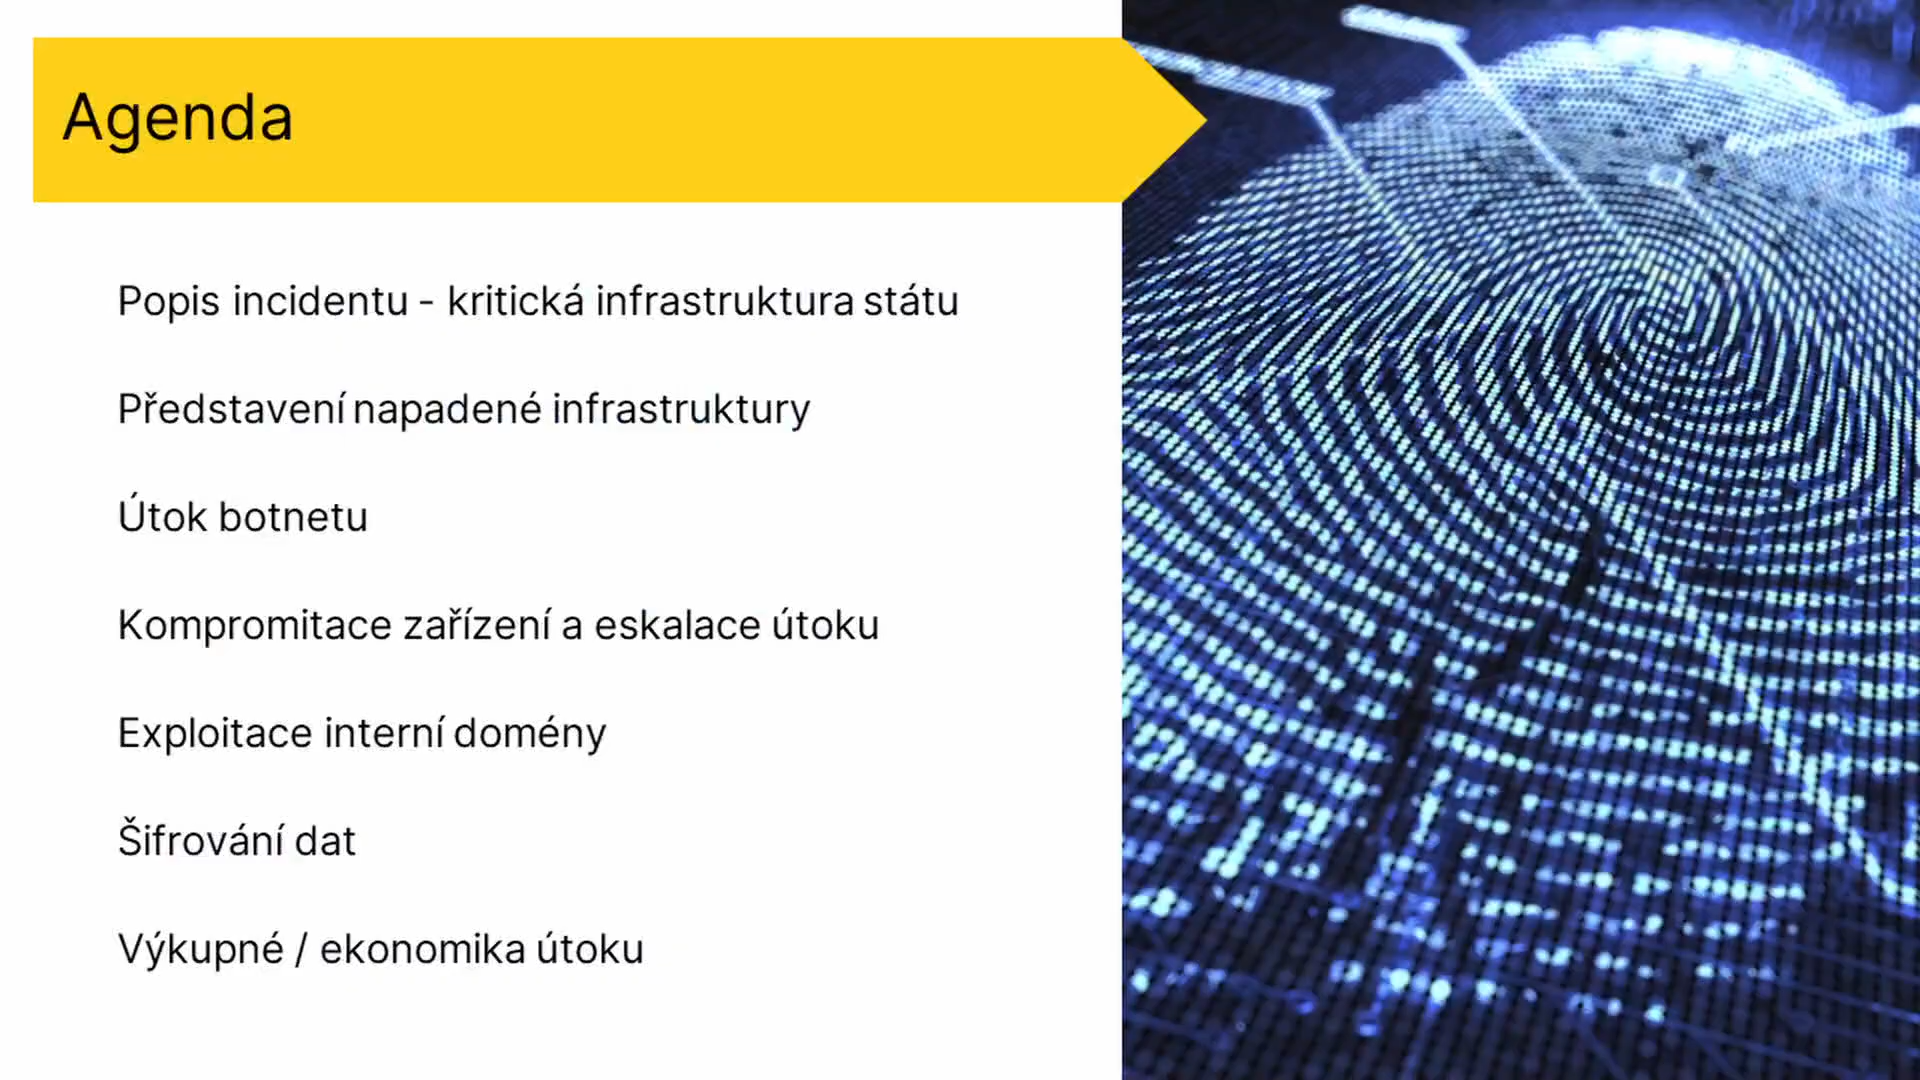 Agenda
Popis incidentu - kritická infrastruktura státu
Představení napadené infrastruktury
Útok botnetu
Kompromitace zařízení a eskalace útoku
Exploitace interní domény
Šifrování dat
Výkupné / ekonomika útoku